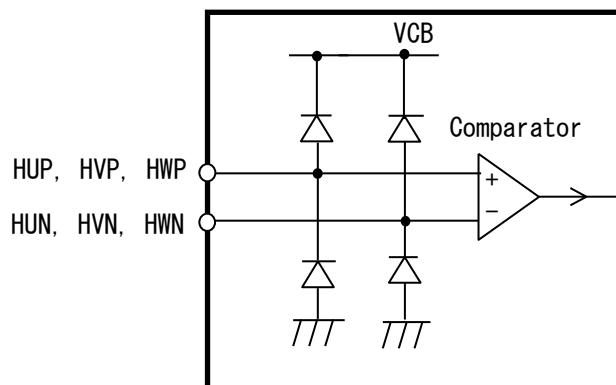 VCB
Comparator
HUP, HVP, HWP
+
HUN, HVN, HWN
−